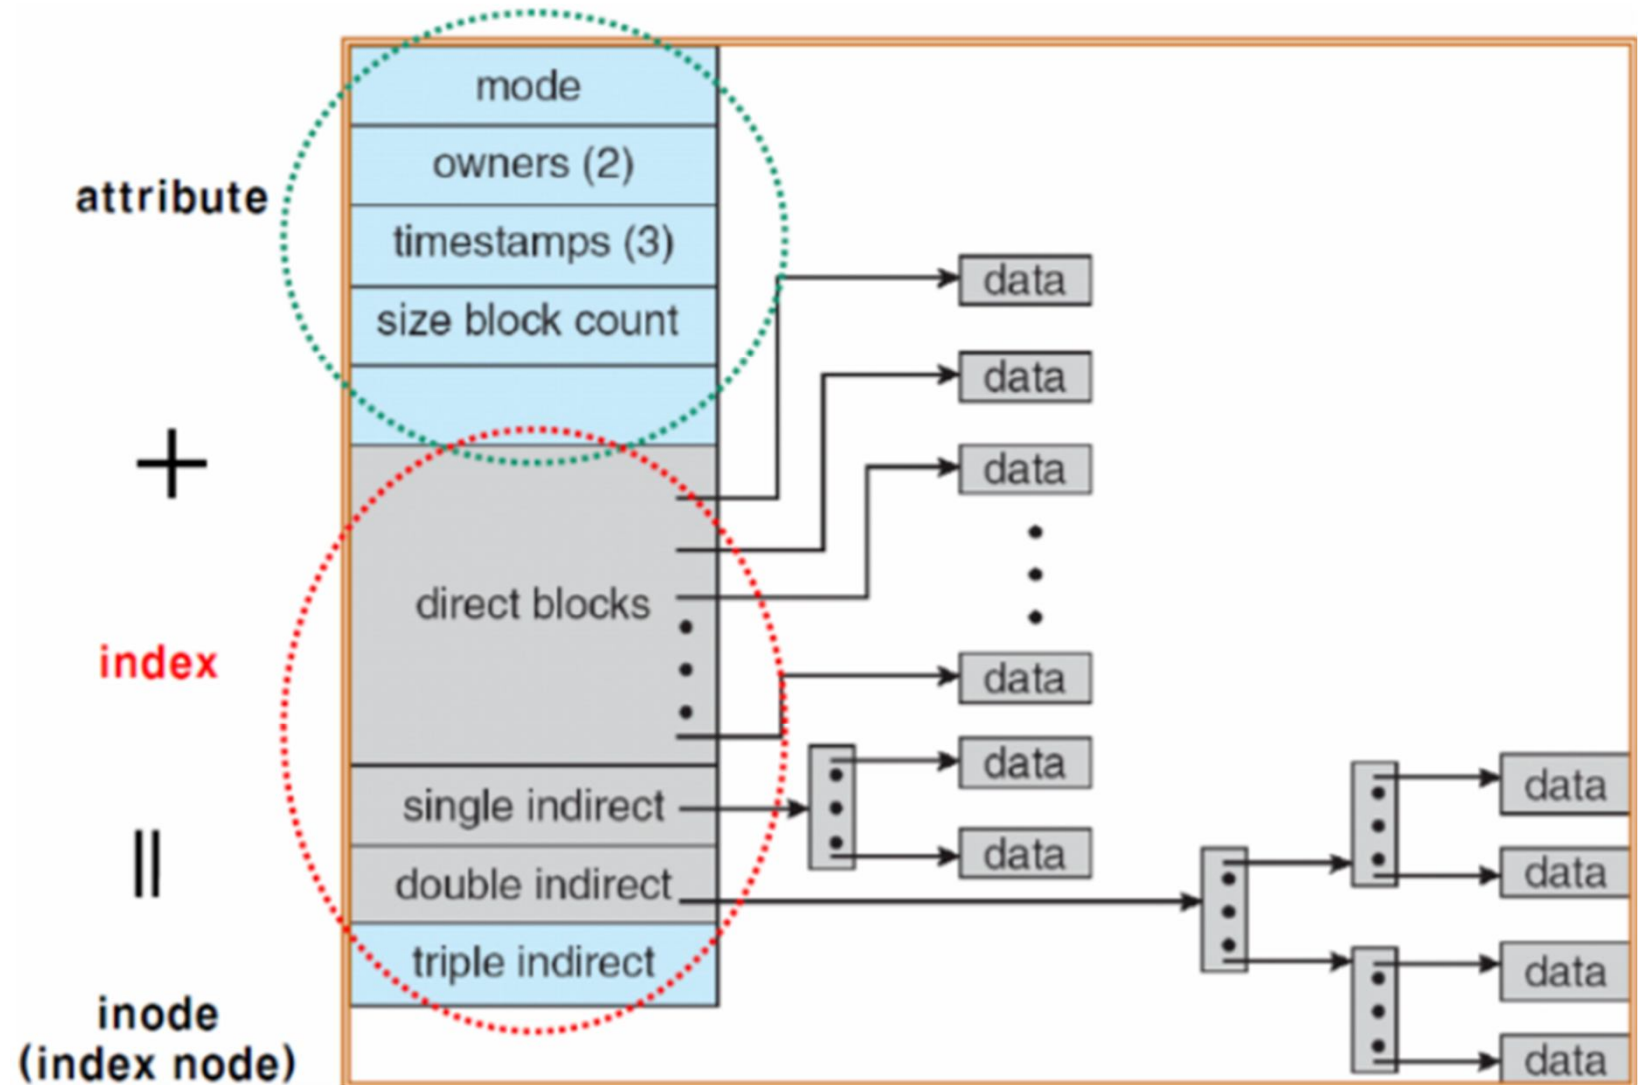 attribute
+
index
=
inode
(index node)
mode
owners (2)
timestamps (3)
size block count
direct blocks
single indirect
double indirect
triple indirect
data
data
data
data
data
data
data
data
data
data